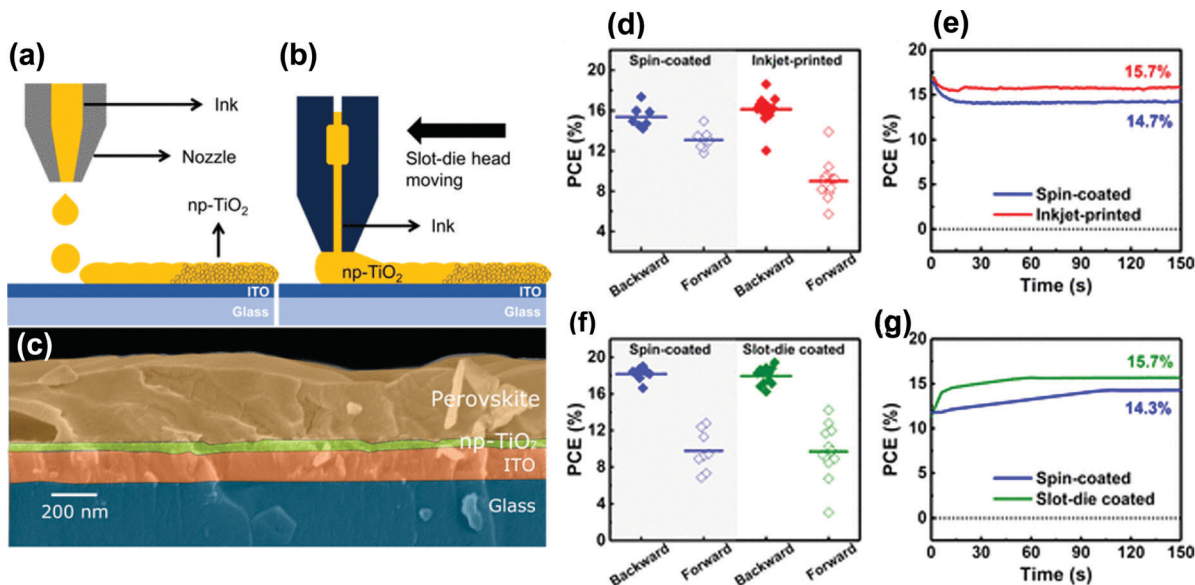 (a)
Ink
Nozzle
np-TiO₂
ITO
Glass
(b)
Slot-die head
moving
Ink
np-TiO₂
ITO
Glass
(c)
Perovskite
np-TiO₂
ITO
Glass
200 nm
(d)
Spin-coated
Inkjet-printed
PCE (%)
20
16
12
8
4
Backward
Forward
Backward
Forward
(e)
PCE (%)
20
15
10
5
0
15.7%
14.7%
Spin-coated
Inkjet-printed
0
30
60
90
120
150
Time (s)
(f)
Spin-coated
Slot-die coated
PCE (%)
20
16
12
8
4
0
Backward
Forward
Backward
Forward
(g)
PCE (%)
20
15
10
5
0
15.7%
14.3%
Spin-coated
Slot-die coated
0
30
60
90
120
150
Time (s)